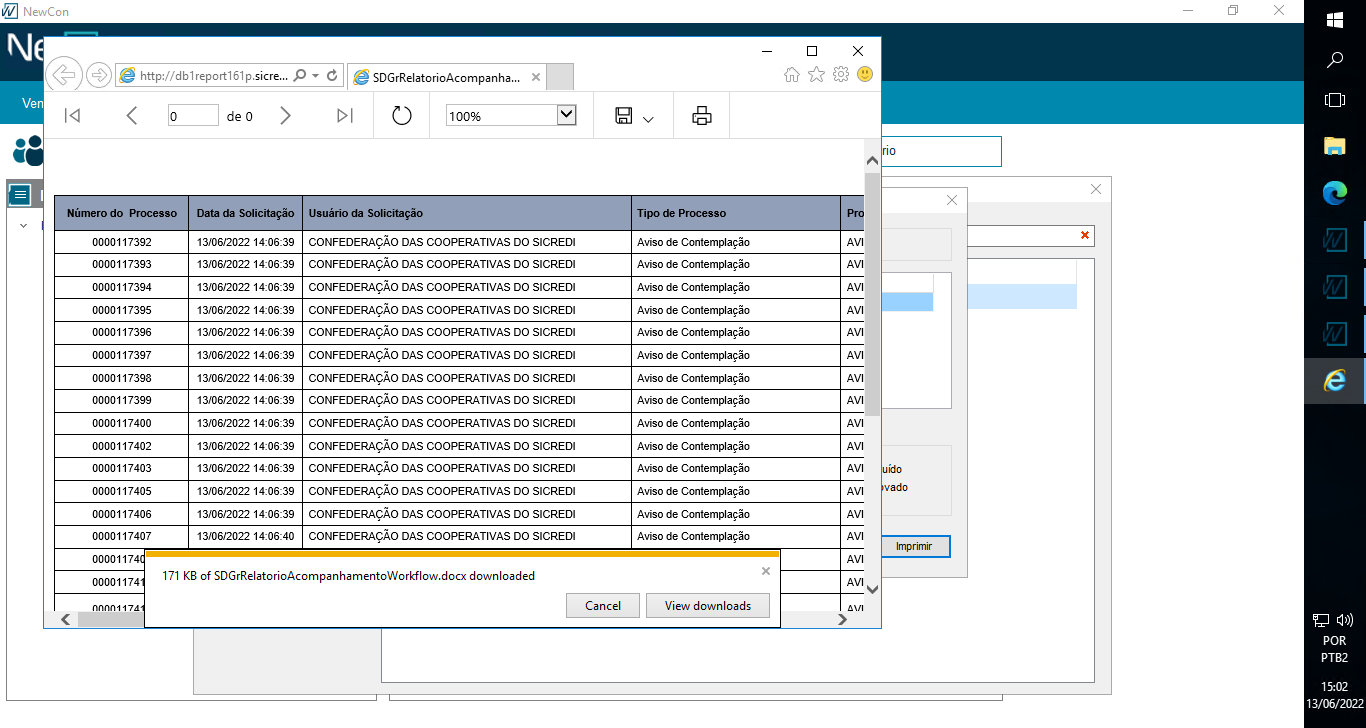 NewCon
http://db1report161p.sicre...
SDGrRelatorioAcompanha...
Ven
0
de 0
100%
rio
Número do Processo Data da Solicitação Usuário da Solicitação Tipo de Processo Pro
0000117392 13/06/2022 14:06:39 CONFEDERAÇÃO DAS COOPERATIVAS DO SICREDI Aviso de Contemplação AVI
0000117393 13/06/2022 14:06:39 CONFEDERAÇÃO DAS COOPERATIVAS DO SICREDI Aviso de Contemplação AVI
0000117394 13/06/2022 14:06:39 CONFEDERAÇÃO DAS COOPERATIVAS DO SICREDI Aviso de Contemplação AVI
0000117395 13/06/2022 14:06:39 CONFEDERAÇÃO DAS COOPERATIVAS DO SICREDI Aviso de Contemplação AVI
0000117396 13/06/2022 14:06:39 CONFEDERAÇÃO DAS COOPERATIVAS DO SICREDI Aviso de Contemplação AVI
0000117397 13/06/2022 14:06:39 CONFEDERAÇÃO DAS COOPERATIVAS DO SICREDI Aviso de Contemplação AVI
0000117398 13/06/2022 14:06:39 CONFEDERAÇÃO DAS COOPERATIVAS DO SICREDI Aviso de Contemplação AVI
0000117399 13/06/2022 14:06:39 CONFEDERAÇÃO DAS COOPERATIVAS DO SICREDI Aviso de Contemplação AVI
0000117400 13/06/2022 14:06:39 CONFEDERAÇÃO DAS COOPERATIVAS DO SICREDI Aviso de Contemplação AVI
0000117402 13/06/2022 14:06:39 CONFEDERAÇÃO DAS COOPERATIVAS DO SICREDI Aviso de Contemplação AVI
0000117403 13/06/2022 14:06:39 CONFEDERAÇÃO DAS COOPERATIVAS DO SICREDI Aviso de Contemplação AVI
0000117405 13/06/2022 14:06:39 CONFEDERAÇÃO DAS COOPERATIVAS DO SICREDI Aviso de Contemplação AVI
0000117406 13/06/2022 14:06:39 CONFEDERAÇÃO DAS COOPERATIVAS DO SICREDI Aviso de Contemplação AVI
0000117407 13/06/2022 14:06:40 CONFEDERAÇÃO DAS COOPERATIVAS DO SICREDI Aviso de Contemplação AVI
000011740 AVI
000011741 AVI
000011741 AVI
uído
ovado
Imprimir
171 KB of SDGrRelatorioAcompanhamentoWorkflow.docx downloaded
Cancel
View downloads
POR
PTB2
15:02
13/06/2022